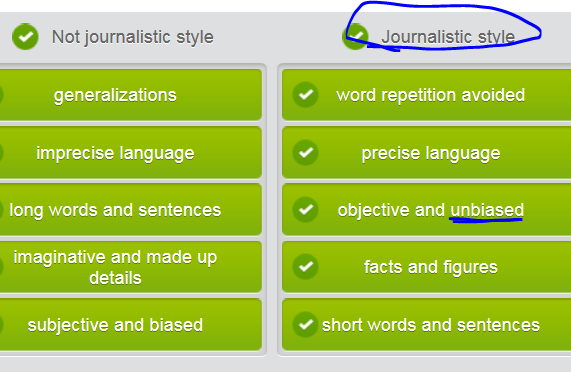 Not journalistic style
Journalistic style
generalizations
word repetition avoided
imprecise language
precise language
long words and sentences
objective and unbiased
imaginative and made up
details
facts and figures
subjective and biased
short words and sentences